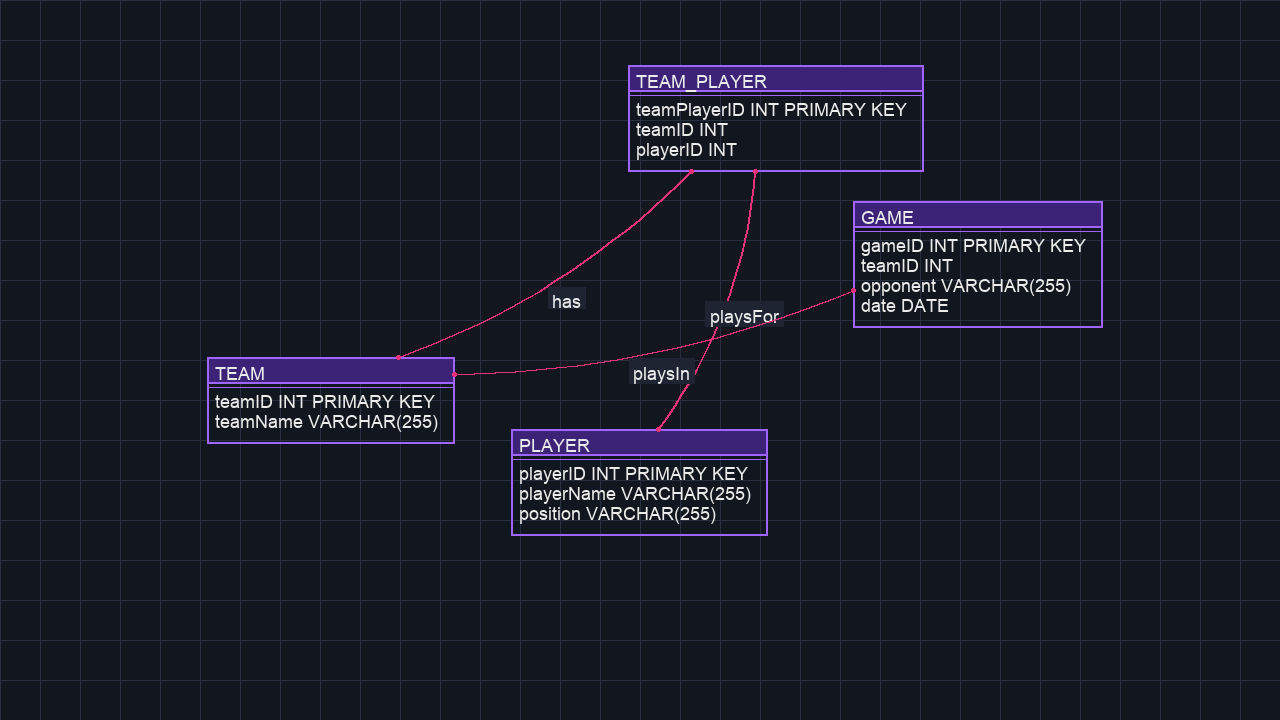 TEAM_PLAYER
teamPlayerID INT PRIMARY KEY
teamID INT
playerID INT
GAME
gameID INT PRIMARY KEY
teamID INT
opponent VARCHAR(255)
date DATE
has
playsFor
playsIn
TEAM
teamID INT PRIMARY KEY
teamName VARCHAR(255)
PLAYER
playerID INT PRIMARY KEY
playerName VARCHAR(255)
position VARCHAR(255)